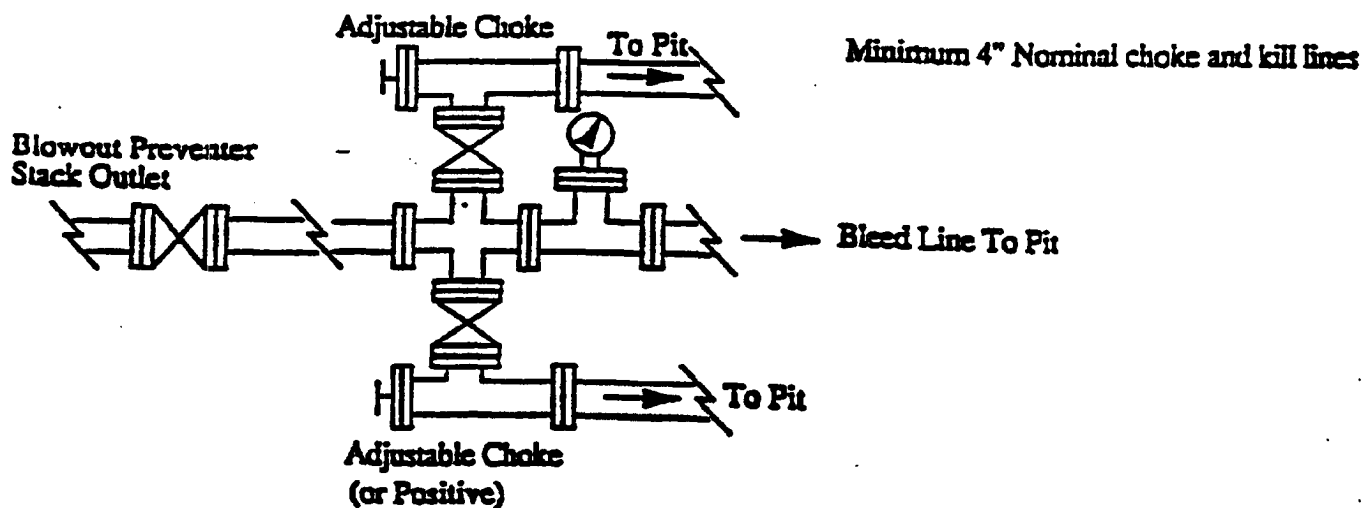 Adjustable Choke
To Pit
Minimum 4" Nominal choke and kill lines
Blowout Preventer
Stack Outlet
Bleed Line To Pit
To Pit
Adjustable Choke
(or Positive)